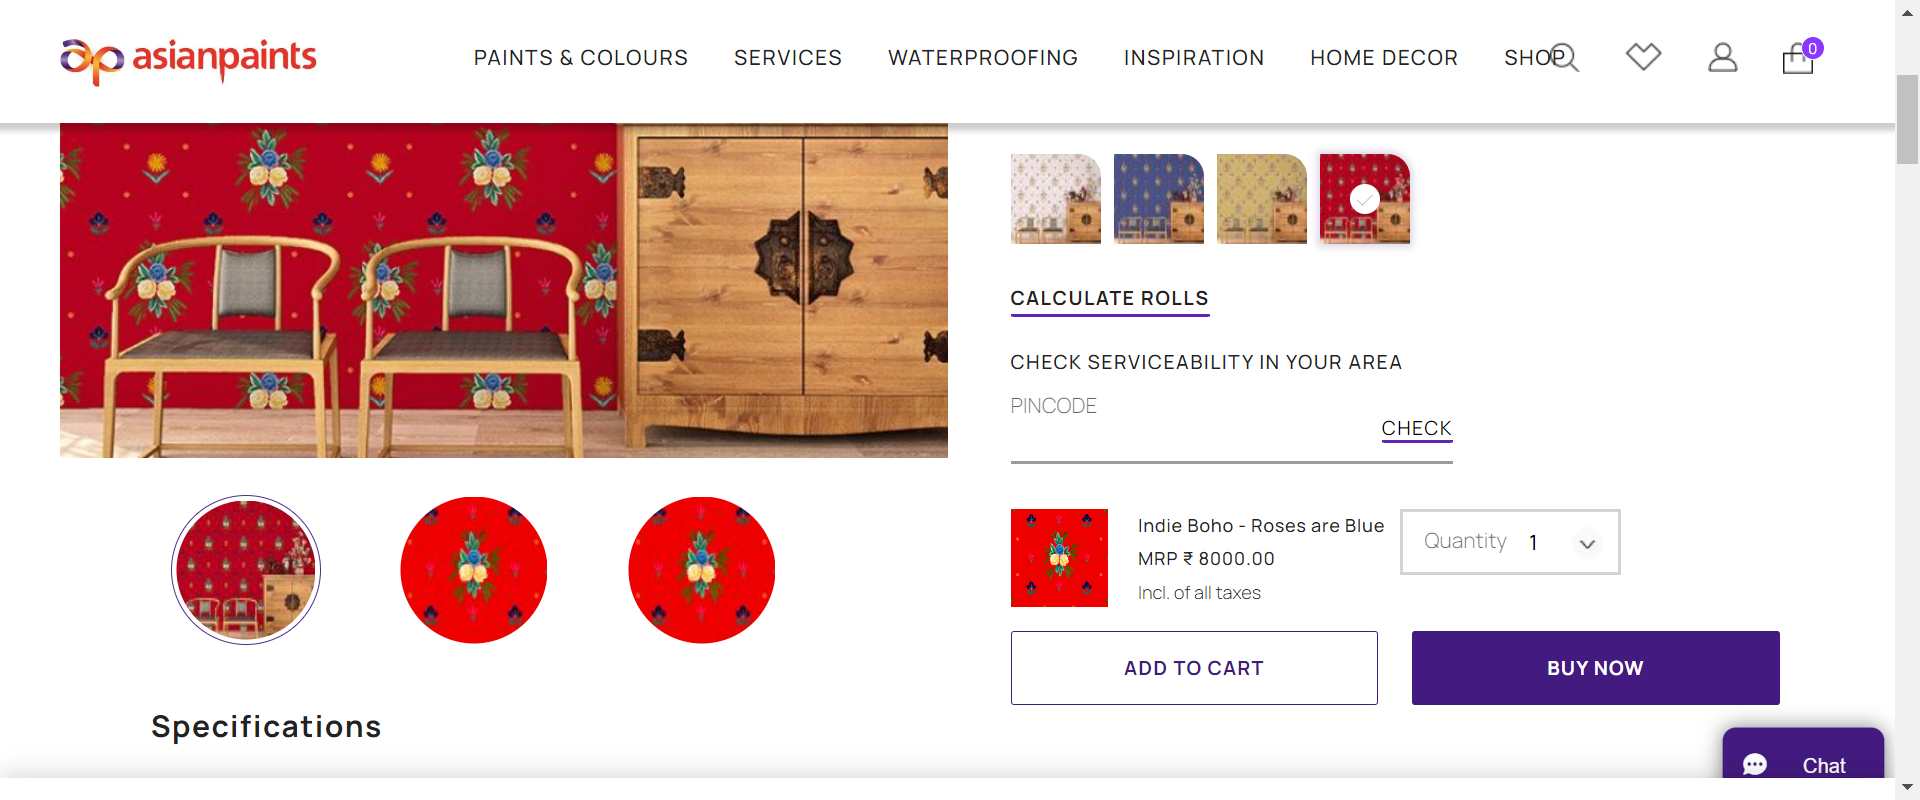 asianpaints
PAINTS & COLOURS SERVICES WATERPROOFING INSPIRATION HOME DECOR SHOP
0
CALCULATE ROLLS
CHECK SERVICEABILITY IN YOUR AREA
PINCODE
CHECK
Indie Boho - Roses are Blue
MRP ₹ 8000.00
Incl. of all taxes
Quantity 1
ADD TO CART
BUY NOW
Specifications
Chat